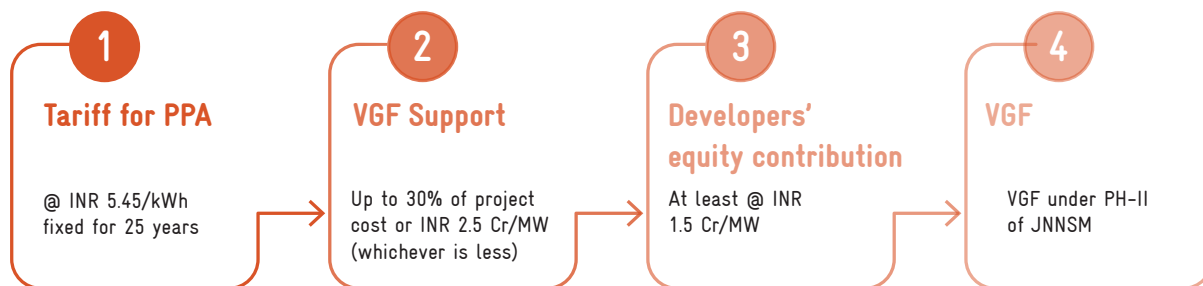 1
Tariff for PPA
@ INR 5.45/kWh
fixed for 25 years
2
VGF Support
Up to 30% of project
cost or INR 2.5 Cr/MW
(whichever is less)
3
Developers'
equity contribution
At least @ INR
1.5 Cr/MW
4
VGF
VGF under PH-II
of JNNSM